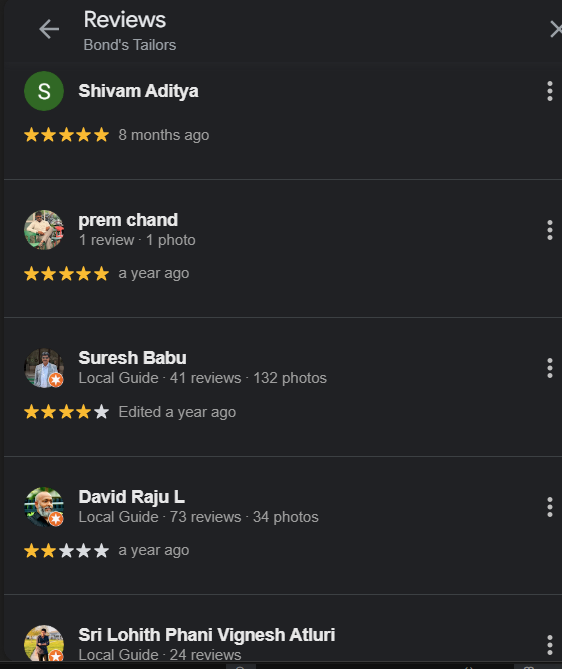 Reviews
Bond's Tailors
S
Shivam Aditya
8 months ago
prem chand
1 review · 1 photo
a year ago
Suresh Babu
Local Guide · 41 reviews · 132 photos
Edited a year ago
David Raju L
Local Guide · 73 reviews · 34 photos
a year ago
Sri Lohith Phani Vignesh Atluri
Local Guide · 24 reviews